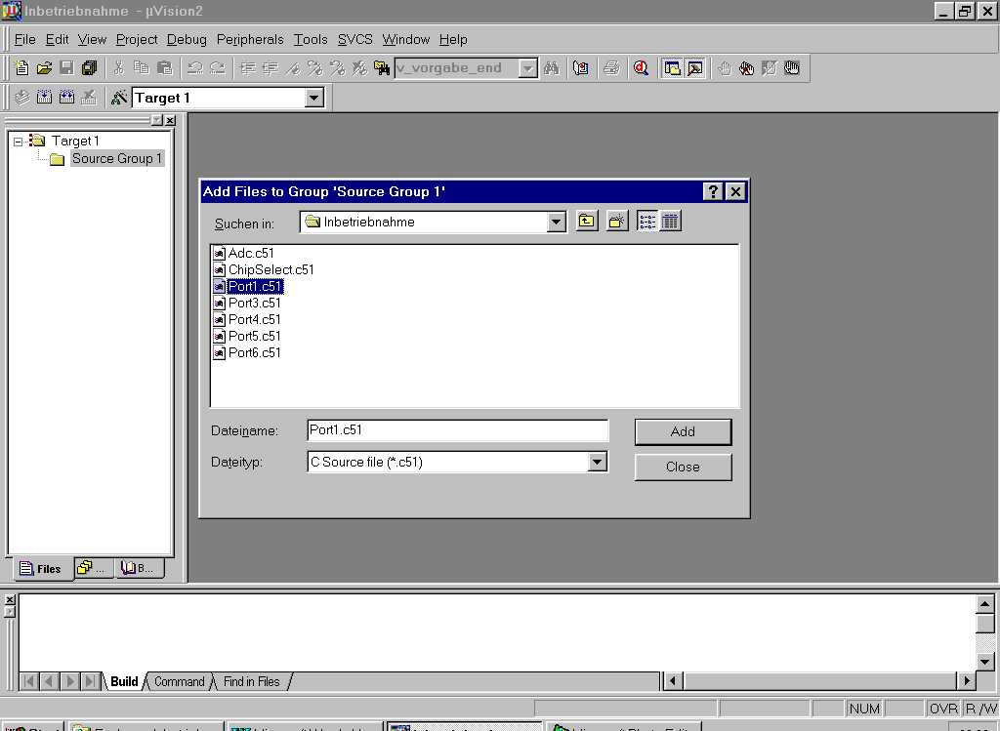 Inbetriebnahme - µVision2
File Edit View Project Debug Peripherals Tools SVCS Window Help
v_vorgabe_end
Target 1
Target 1
Source Group 1
Add Files to Group 'Source Group 1'
Suchen in:
Inbetriebnahme
Adc.c51
ChipSelect.c51
Port1.c51
Port3.c51
Port4.c51
Port5.c51
Port6.c51
Dateiname:
Port1.c51
Add
Dateityp:
C Source file (*.c51)
Close
Files
...
B...
Build
Command
Find in Files
NUM
OVR
R /W